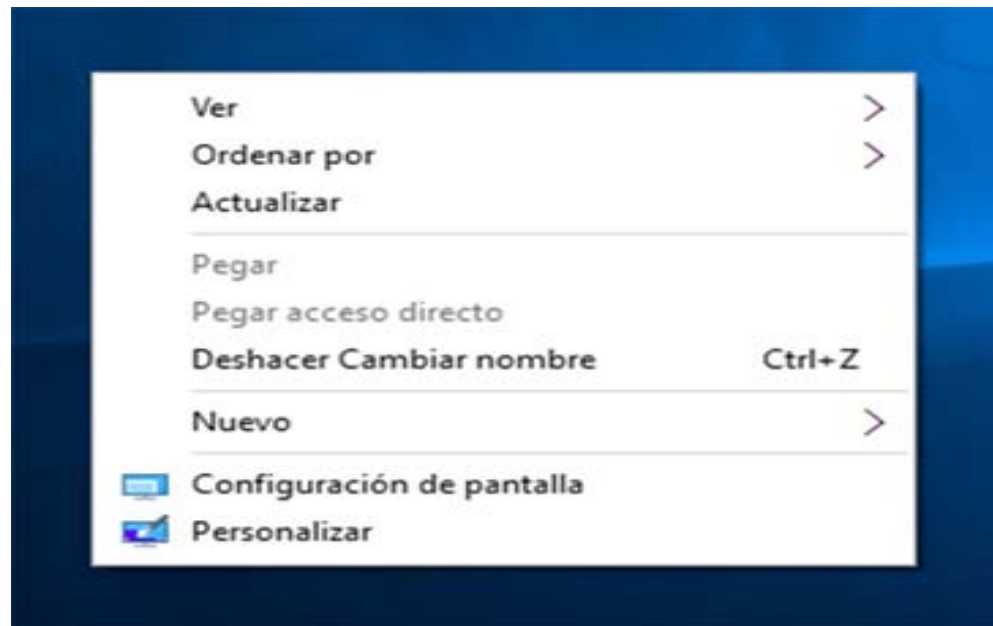 Ver
Ordenar por
Actualizar
Pegar
Pegar acceso directo
Deshacer Cambiar nombre Ctrl+Z
Nuevo
Configuración de pantalla
Personalizar